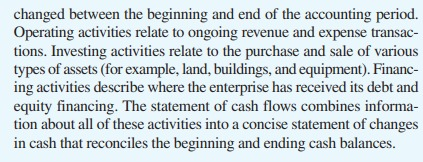 changed between the beginning and end of the accounting period.
Operating activities relate to ongoing revenue and expense transac-
tions. Investing activities relate to the purchase and sale of various
types of assets (for example, land, buildings, and equipment). Financ-
ing activities describe where the enterprise has received its debt and
equity financing. The statement of cash flows combines informa-
tion about all of these activities into a concise statement of changes
in cash that reconciles the beginning and ending cash balances.